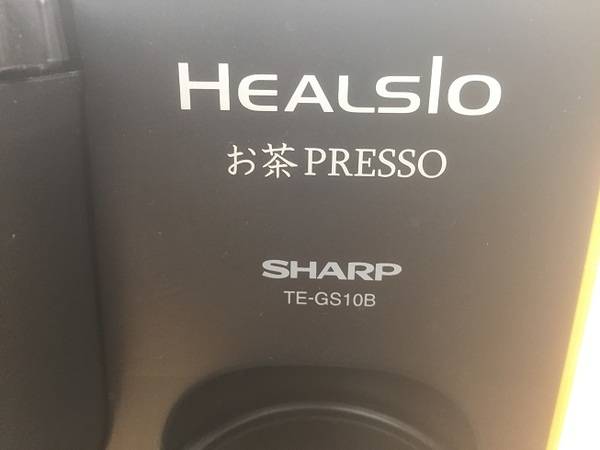 HEALSIO
お茶PRESSO
SHARP
TE-GS10B